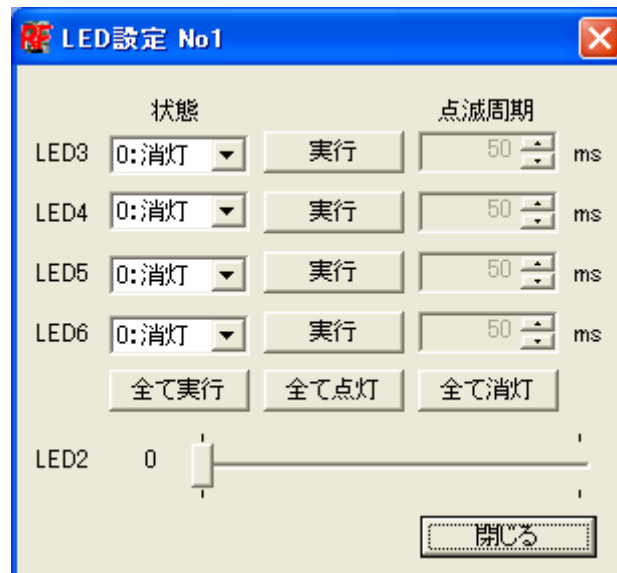 RF LED設定 No1
状態 点滅周期
LED3 0:消灯 実行 50 ms
LED4 0:消灯 実行 50 ms
LED5 0:消灯 実行 50 ms
LED6 0:消灯 実行 50 ms
全て実行 全て点灯 全て消灯
LED2 0
閉じる